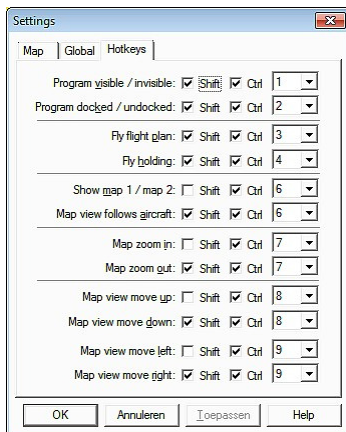 Settings
Map Global Hotkeys
Program visible / invisible: Shift Ctrl 1
Program docked / undocked: Shift Ctrl 2
Fly flight plan: Shift Ctrl 3
Fly holding: Shift Ctrl 4
Show map 1 / map 2: Shift Ctrl 6
Map view follows aircraft: Shift Ctrl 6
Map zoom in: Shift Ctrl 7
Map zoom out: Shift Ctrl 7
Map view move up: Shift Ctrl 8
Map view move down: Shift Ctrl 8
Map view move left: Shift Ctrl 9
Map view move right: Shift Ctrl 9
OK Annuleren Toepassen Help